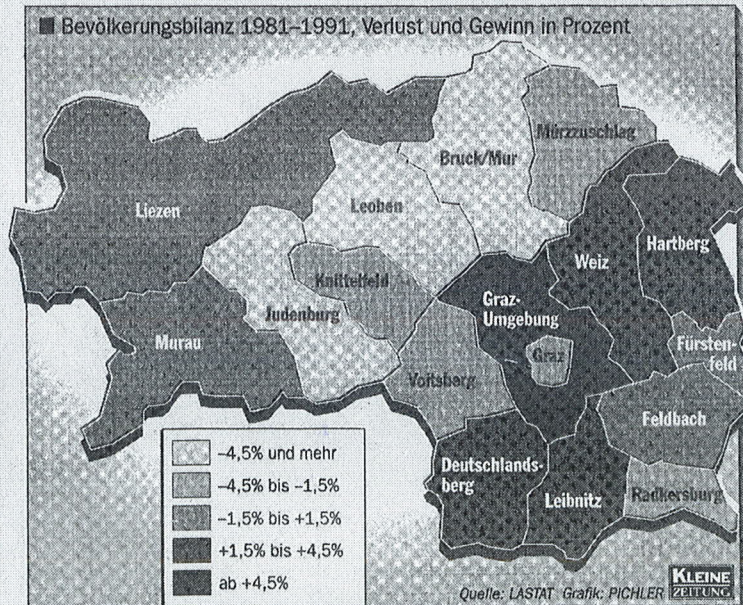 ■ Bevölkerungsbilanz 1981–1991, Verlust und Gewinn in Prozent
Mürzzuschlag
Bruck/Mur
Liezen
Leoben
Hartberg
Weiz
Knittelfeld
Graz-
Umgebung
Judenburg
Murau
Fürsten-
feld
Graz
Voitsberg
Feldbach
–4,5% und mehr
–4,5% bis –1,5%
–1,5% bis +1,5%
+1,5% bis +4,5%
ab +4,5%
Deutschlands-
berg
Leibnitz
Radkersburg
Quelle: LASTAT Grafik: PICHLER
KLEINE
ZEITUNG